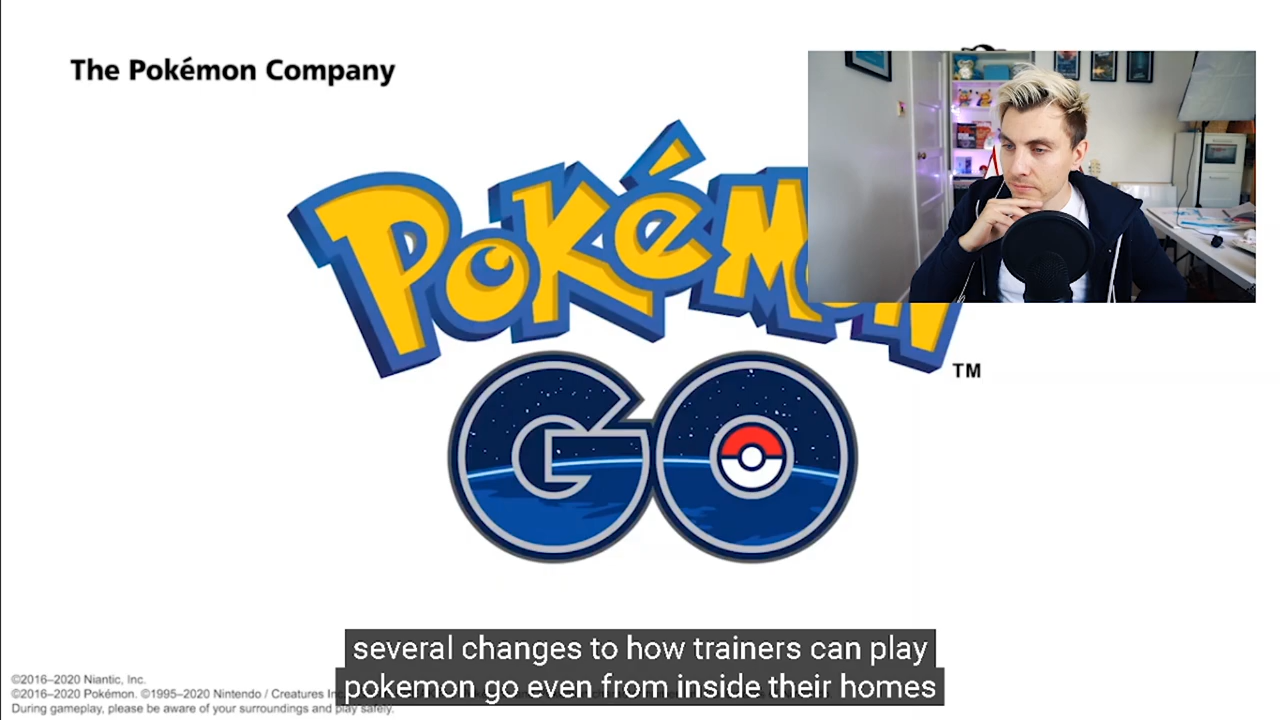 The Pokémon Company
POKéMON
TM
GO
several changes to how trainers can play
pokemon go even from inside their homes
©2016–2020 Niantic, Inc.
©2016–2020 Pokémon. ©1995–2020 Nintendo / Creatures Inc.
During gameplay, please be aware of your surroundings and play safely.